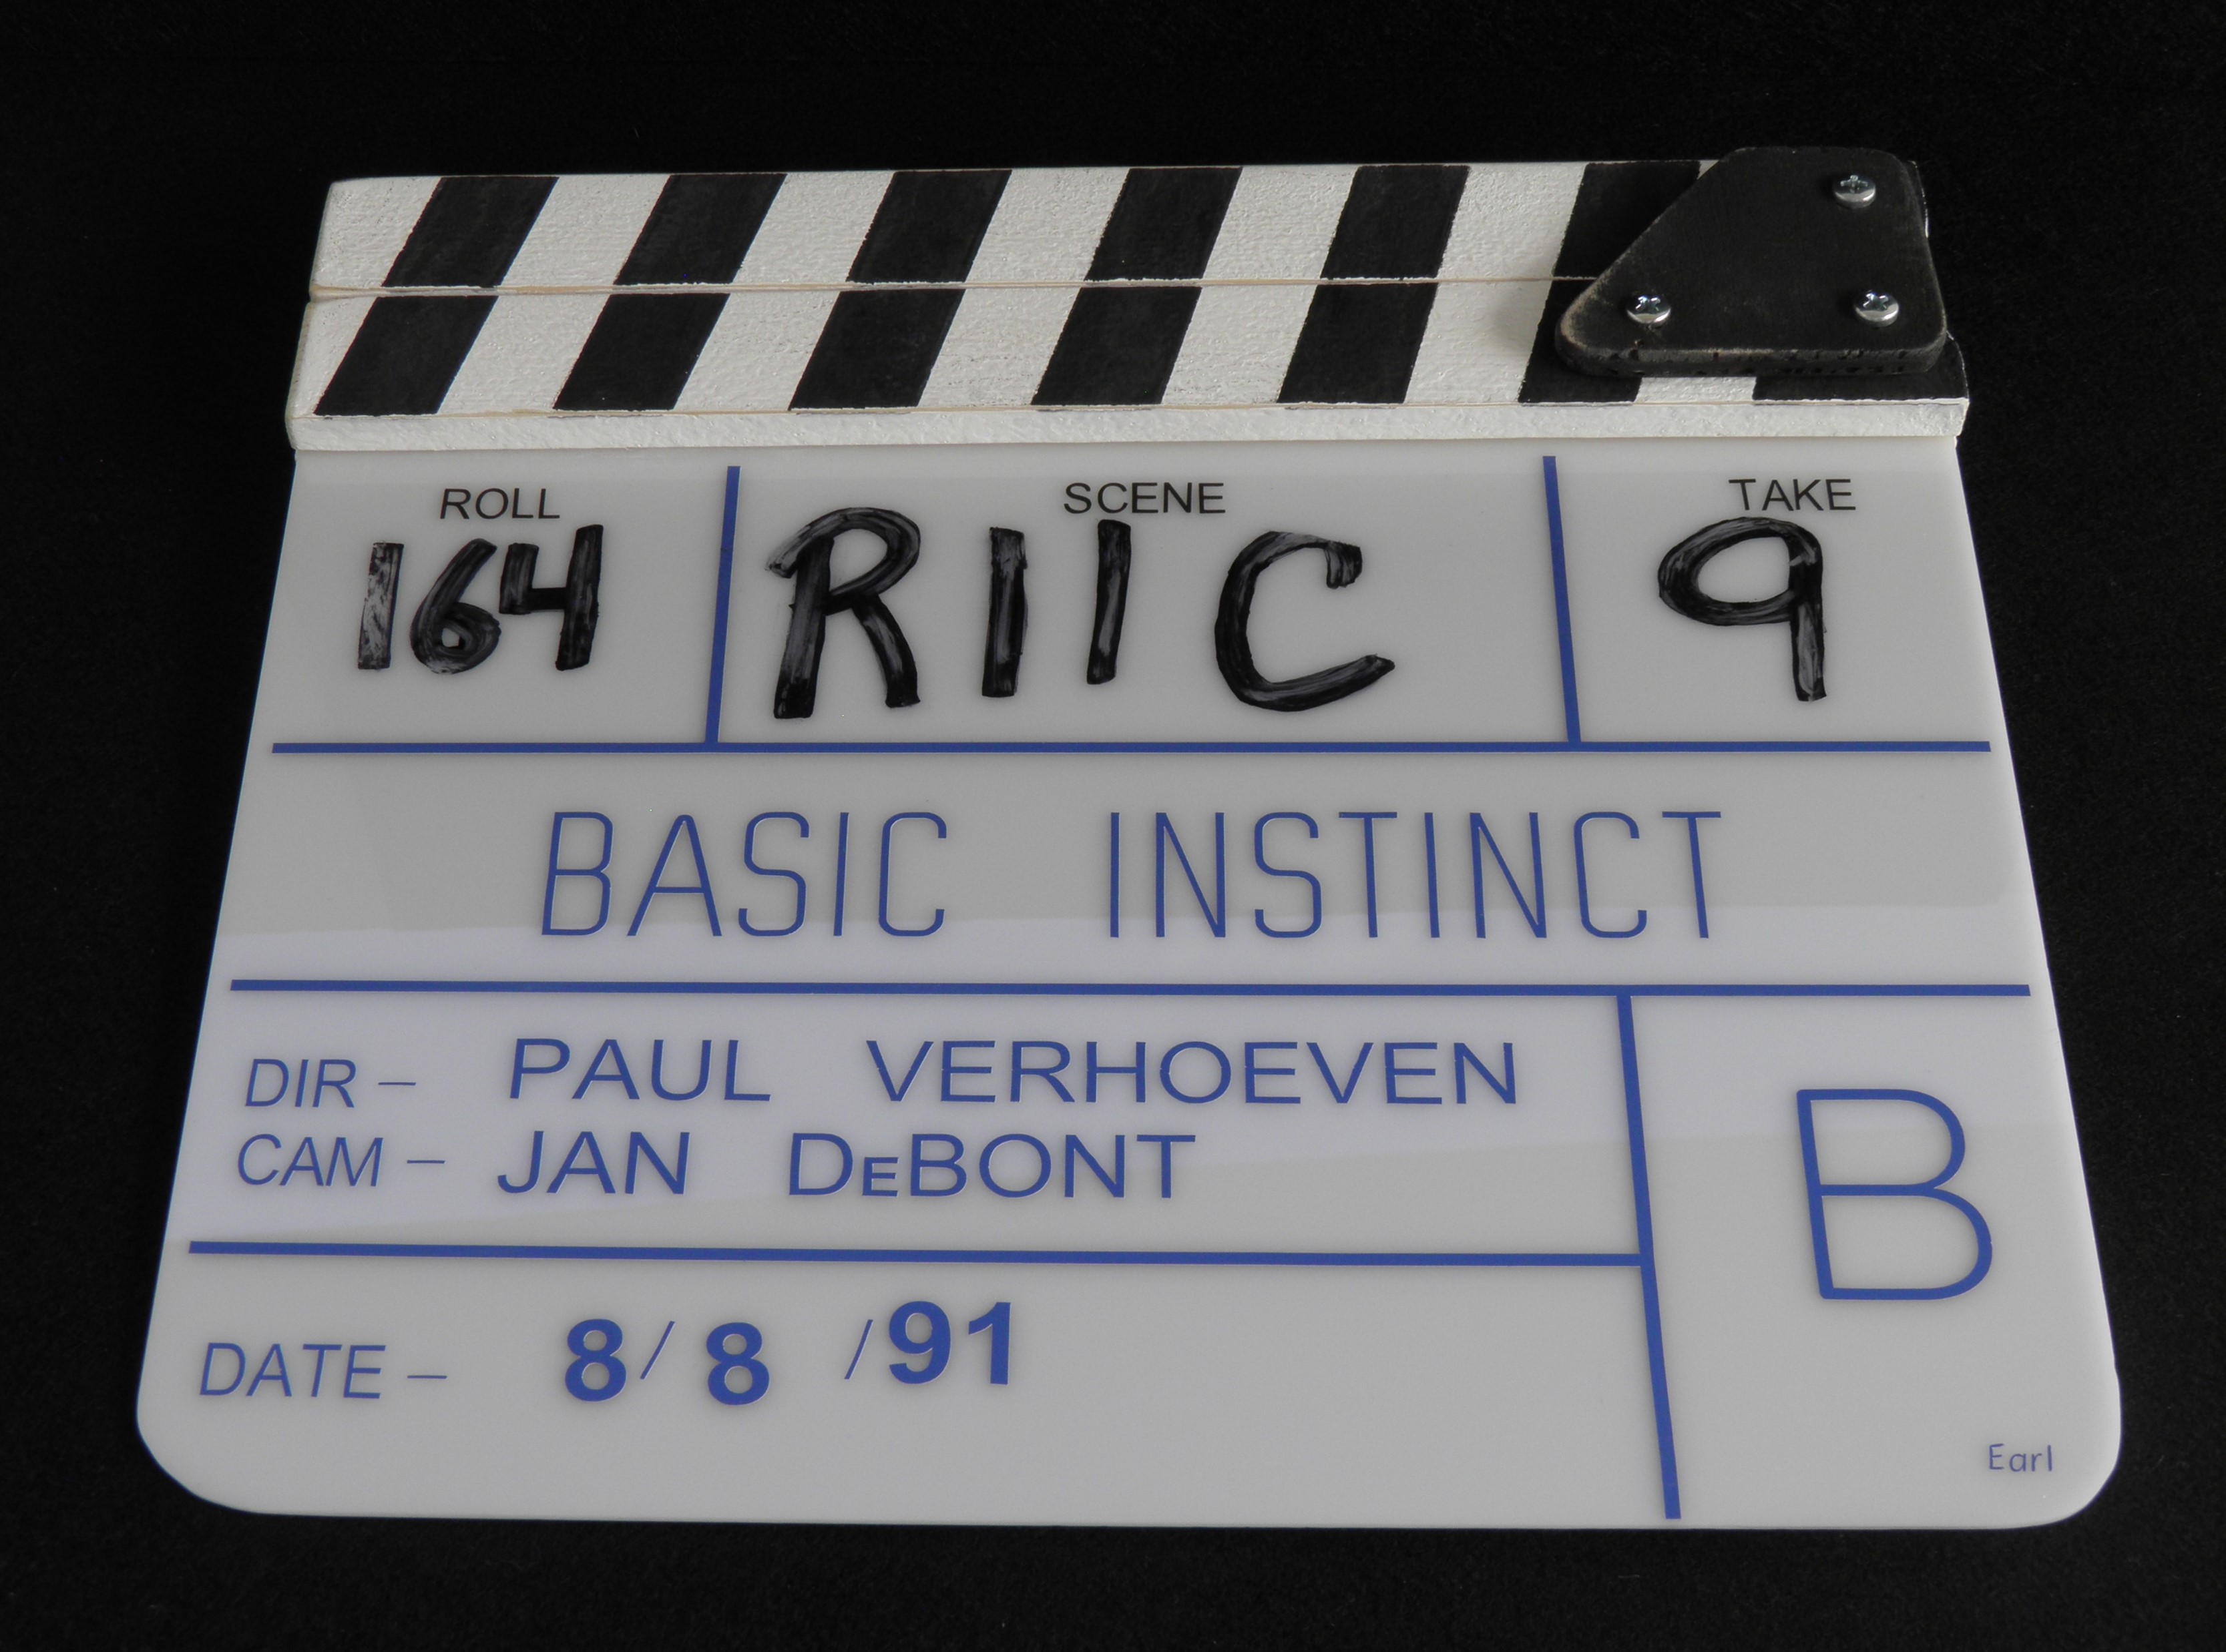 ROLL SCENE TAKE
164 R11C 9
BASIC INSTINCT
DIR – PAUL VERHOEVEN
CAM – JAN DeBONT
B
DATE – 8/8/91
Earl